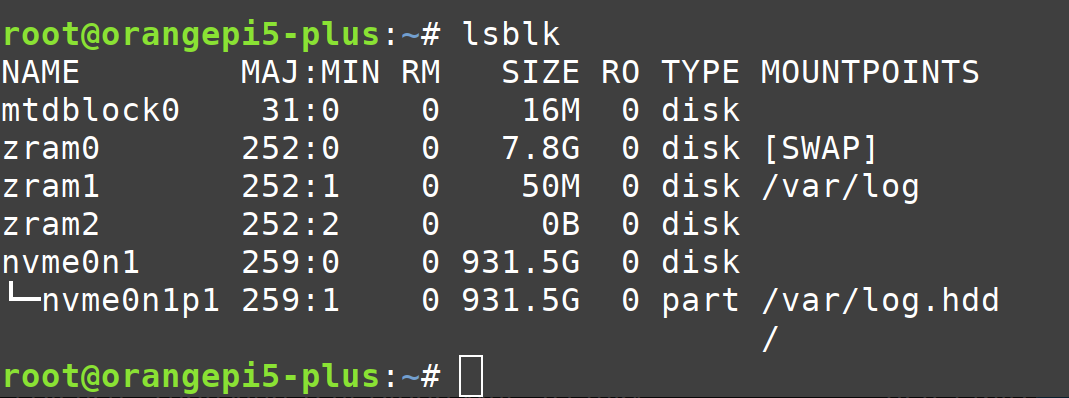 root@orangepi5-plus:~# lsblk
NAME        MAJ:MIN RM   SIZE RO TYPE MOUNTPOINTS
mtdblock0    31:0    0    16M  0 disk
zram0       252:0    0   7.8G  0 disk [SWAP]
zram1       252:1    0    50M  0 disk /var/log
zram2       252:2    0     0B  0 disk
nvme0n1     259:0    0 931.5G  0 disk
└─nvme0n1p1 259:1    0 931.5G  0 part /var/log.hdd
                                      /
root@orangepi5-plus:~#